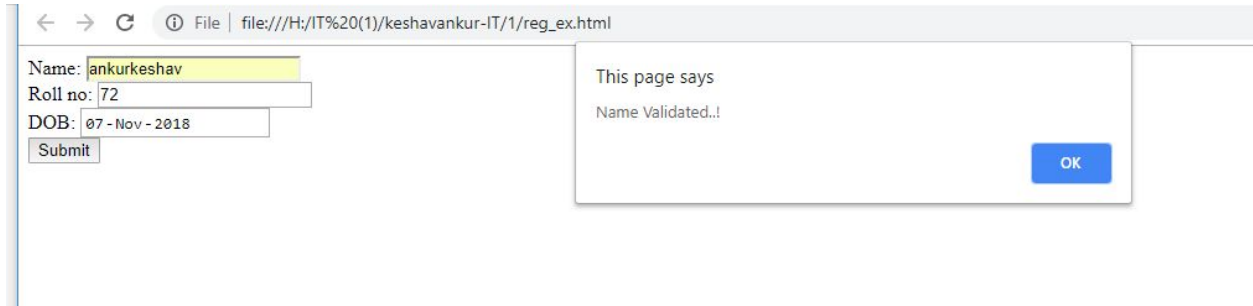 File | file:///H:/IT%20(1)/keshavankur-IT/1/reg_ex.html
Name: ankurkeshav
Roll no: 72
DOB: 07-Nov-2018
Submit
This page says
Name Validated..!
OK